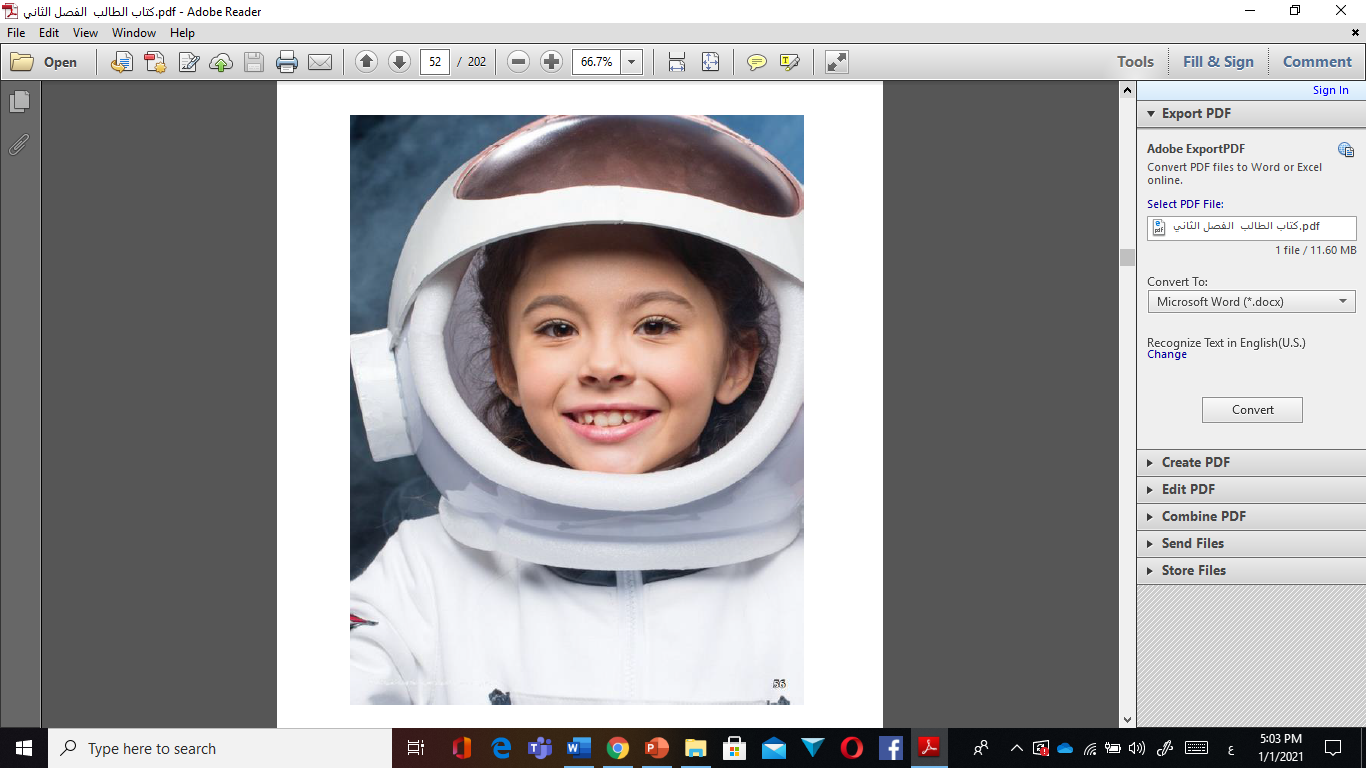 كتاب الطالب الفصل الثاني.pdf - Adobe Reader
File Edit View Window Help
Open 52 / 202 66.7% Tools Fill & Sign Comment
Sign In
Export PDF
Adobe ExportPDF
Convert PDF files to Word or Excel
online.
Select PDF File:
كتاب الطالب الفصل الثاني.pdf
1 file / 11.60 MB
Convert To:
Microsoft Word (*.docx)
Recognize Text in English(U.S.)
Change
Convert
Create PDF
Edit PDF
Combine PDF
Send Files
Store Files
56
Type here to search
ع
5:03 PM
1/1/2021